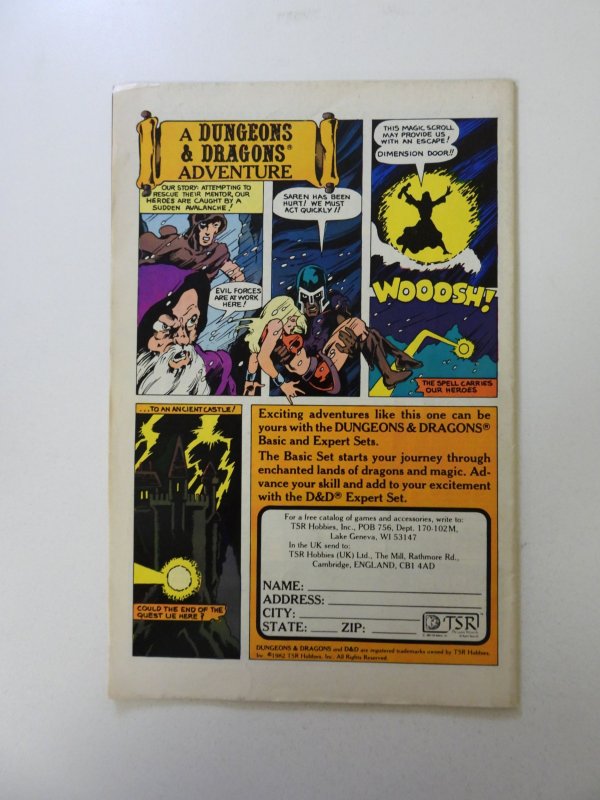 A DUNGEONS
& DRAGONS®
ADVENTURE
OUR STORY: ATTEMPTING TO
RESCUE THEIR MENTOR, OUR
HEROES ARE CAUGHT BY A
SUDDEN AVALANCHE!
EVIL FORCES
ARE AT WORK
HERE!
SAREN HAS BEEN
HURT! WE MUST
ACT QUICKLY!!
THIS MAGIC SCROLL
MAY PROVIDE US
WITH AN ESCAPE!
DIMENSION DOOR!!
WOOOSH!
THE SPELL CARRIES
OUR HEROES
...TO AN ANCIENT CASTLE!
COULD THE END OF THE
QUEST LIE HERE?
Exciting adventures like this one can be
yours with the DUNGEONS & DRAGONS®
Basic and Expert Sets.
The Basic Set starts your journey through
enchanted lands of dragons and magic. Ad-
vance your skill and add to your excitement
with the D&D® Expert Set.
For a free catalog of games and accessories, write to:
TSR Hobbies, Inc., POB 756, Dept. 170-102M,
Lake Geneva, WI 53147
In the UK send to:
TSR Hobbies (UK) Ltd., The Mill, Rathmore Rd.,
Cambridge, ENGLAND, CB1 4AD
NAME:
ADDRESS:
CITY:
STATE: ZIP:
TSR
DUNGEONS & DRAGONS and D&D are registered trademarks owned by TSR Hobbies,
Inc. ©1982 TSR Hobbies, Inc. All Rights Reserved.